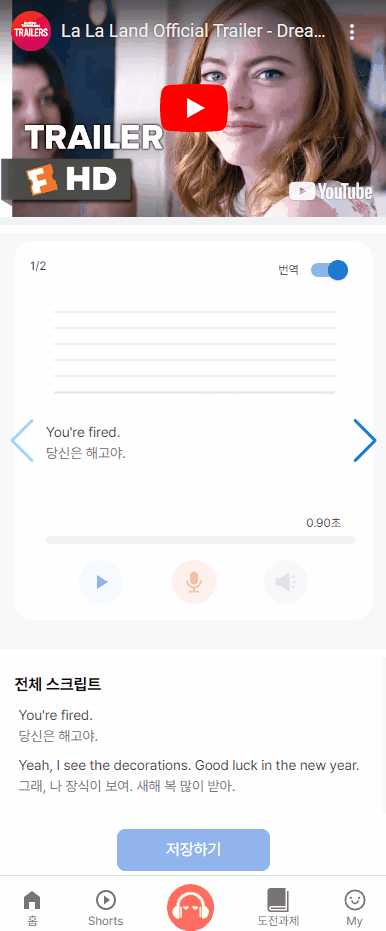 TRAILERS
La La Land Official Trailer - Drea...
TRAILER
F HD
YouTube
1/2
번역
You're fired.
당신은 해고야.
0.90초
전체 스크립트
You're fired.
당신은 해고야.
Yeah, I see the decorations. Good luck in the new year.
그래, 나 장식이 보여. 새해 복 많이 받아.
저장하기
홈
Shorts
도전과제
My